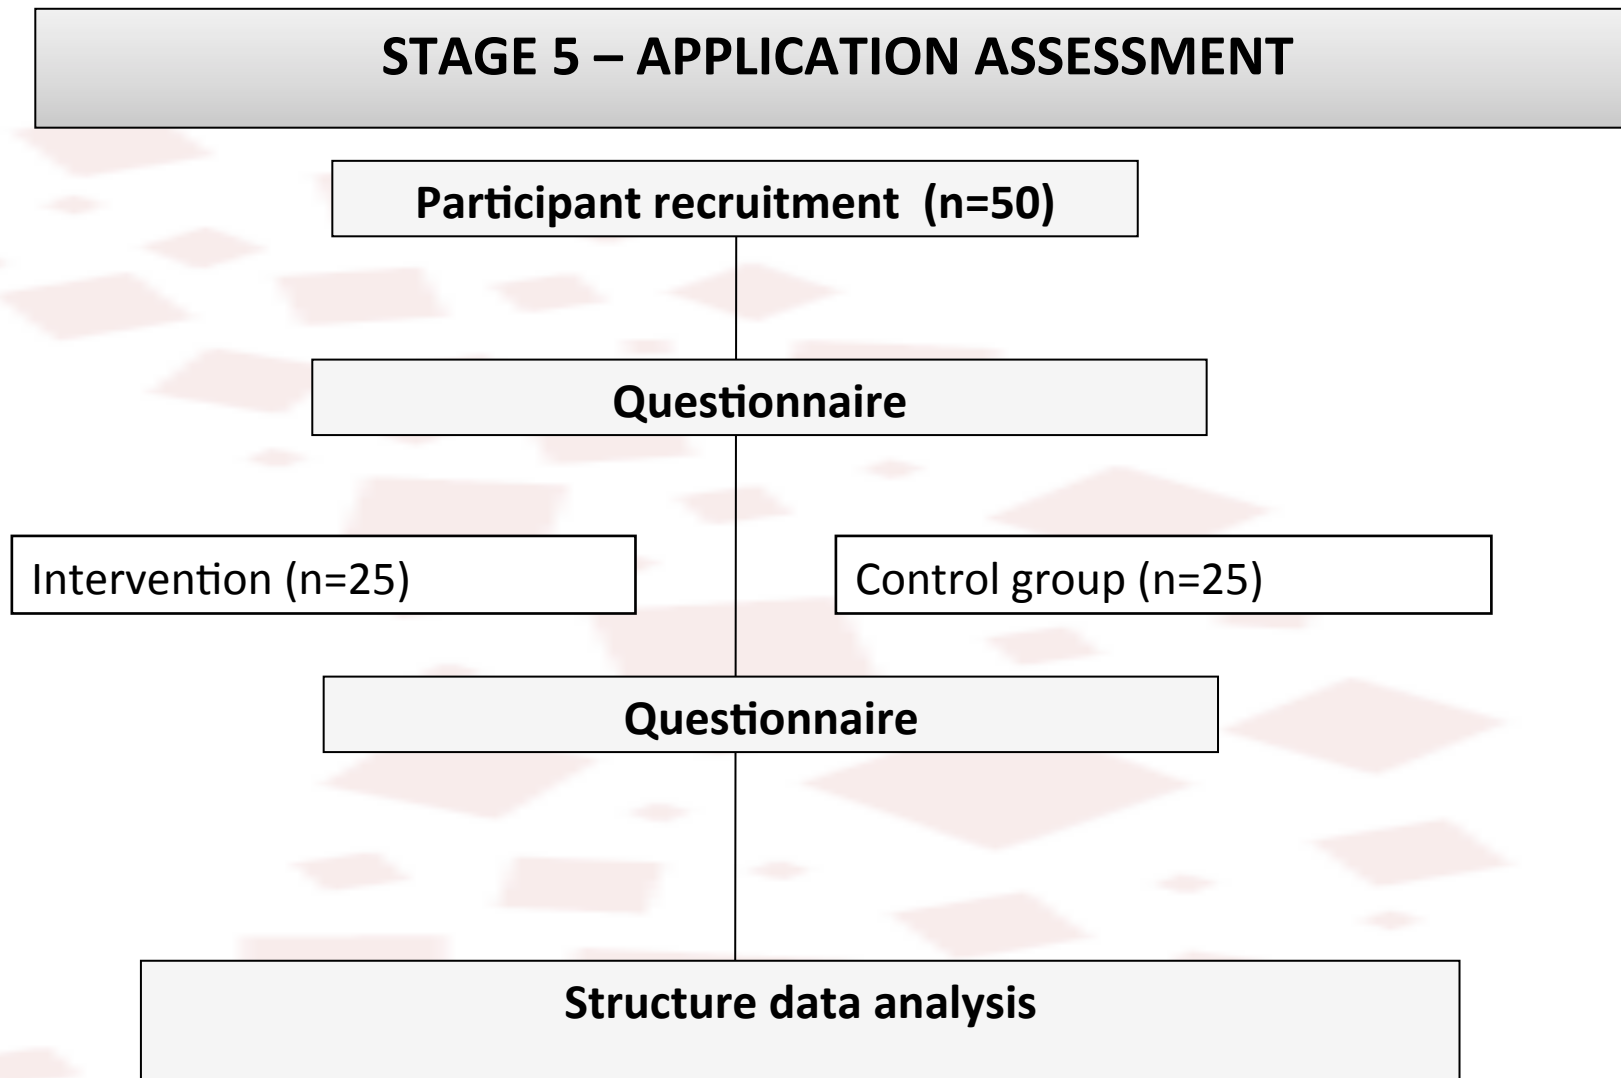 STAGE 5 – APPLICATION ASSESSMENT
Participant recruitment (n=50)
Questionnaire
Intervention (n=25)
Control group (n=25)
Questionnaire
Structure data analysis